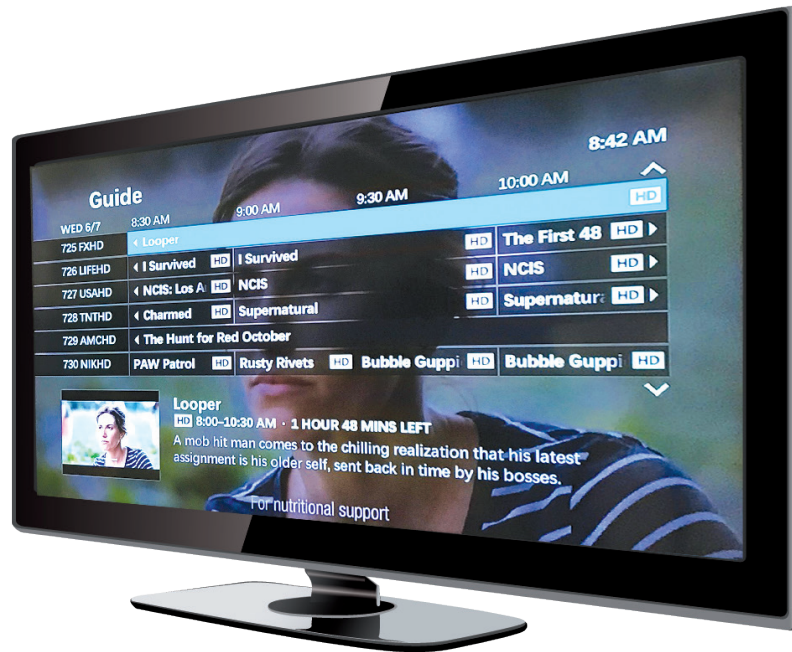 8:42 AM
Guide
WED 6/7 8:30 AM 9:00 AM 9:30 AM 10:00 AM
725 FXHD Looper HD
726 LIFEHD I Survived HD I Survived HD The First 48 HD
727 USAHD NCIS: Los A HD NCIS HD NCIS HD
728 TNTHD Charmed HD Supernatural HD Supernatura HD
729 AMCHD The Hunt for Red October
730 NIKHD PAW Patrol HD Rusty Rivets HD Bubble Guppi HD Bubble Guppi HD
Looper
HD 8:00–10:30 AM · 1 HOUR 48 MINS LEFT
A mob hit man comes to the chilling realization that his latest
assignment is his older self, sent back in time by his bosses.
For nutritional support